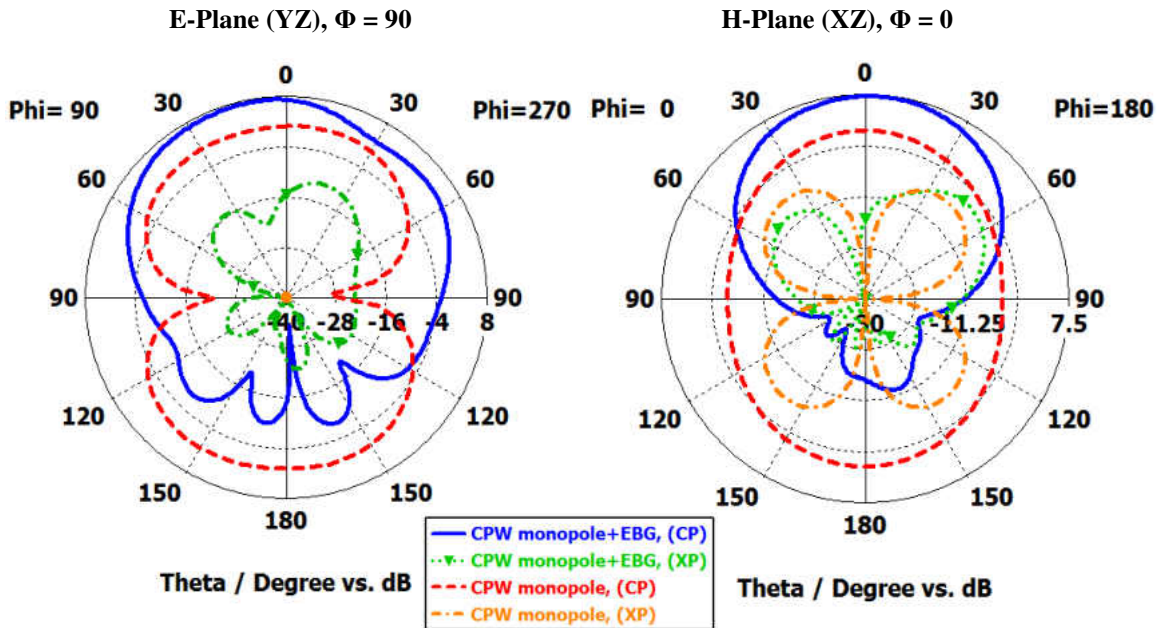 E-Plane (YZ), Φ = 90
H-Plane (XZ), Φ = 0
0
0
Phi= 90
30
30
Phi=270
Phi= 0
30
30
Phi=180
60
60
60
60
90
-40
-28
-16
-4
8
90
90
-30
-11.25
7.5
90
120
120
120
120
150
150
150
150
180
180
CPW monopole+EBG, (CP)
CPW monopole+EBG, (XP)
CPW monopole, (CP)
CPW monopole, (XP)
Theta / Degree vs. dB
Theta / Degree vs. dB